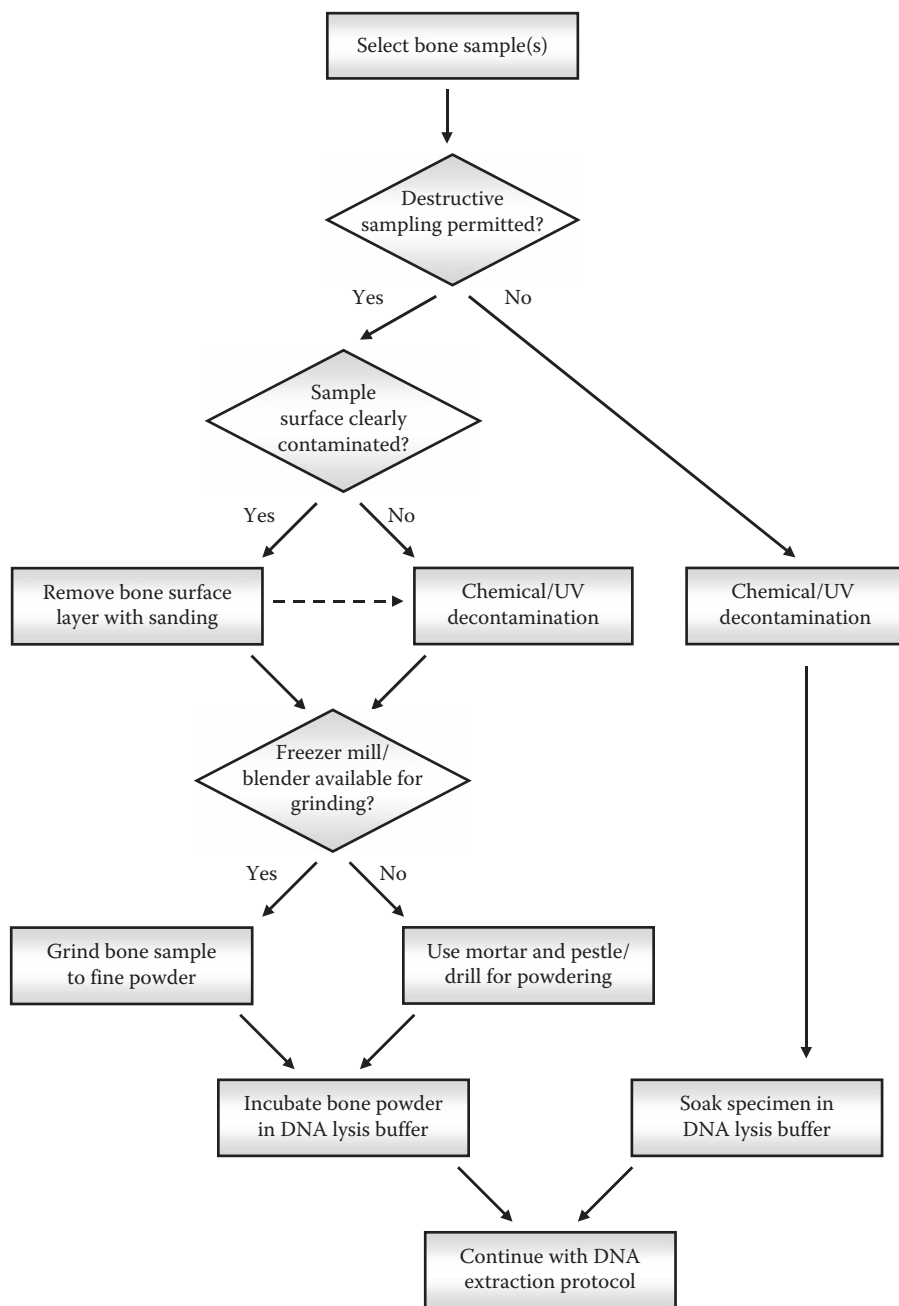 Select bone sample(s)
Destructive
sampling permitted?
Yes
No
Sample
surface clearly
contaminated?
Yes
No
Remove bone surface
layer with sanding
Chemical/UV
decontamination
Chemical/UV
decontamination
Freezer mill/
blender available for
grinding?
Yes
No
Grind bone sample
to fine powder
Use mortar and pestle/
drill for powdering
Incubate bone powder
in DNA lysis buffer
Soak specimen in
DNA lysis buffer
Continue with DNA
extraction protocol